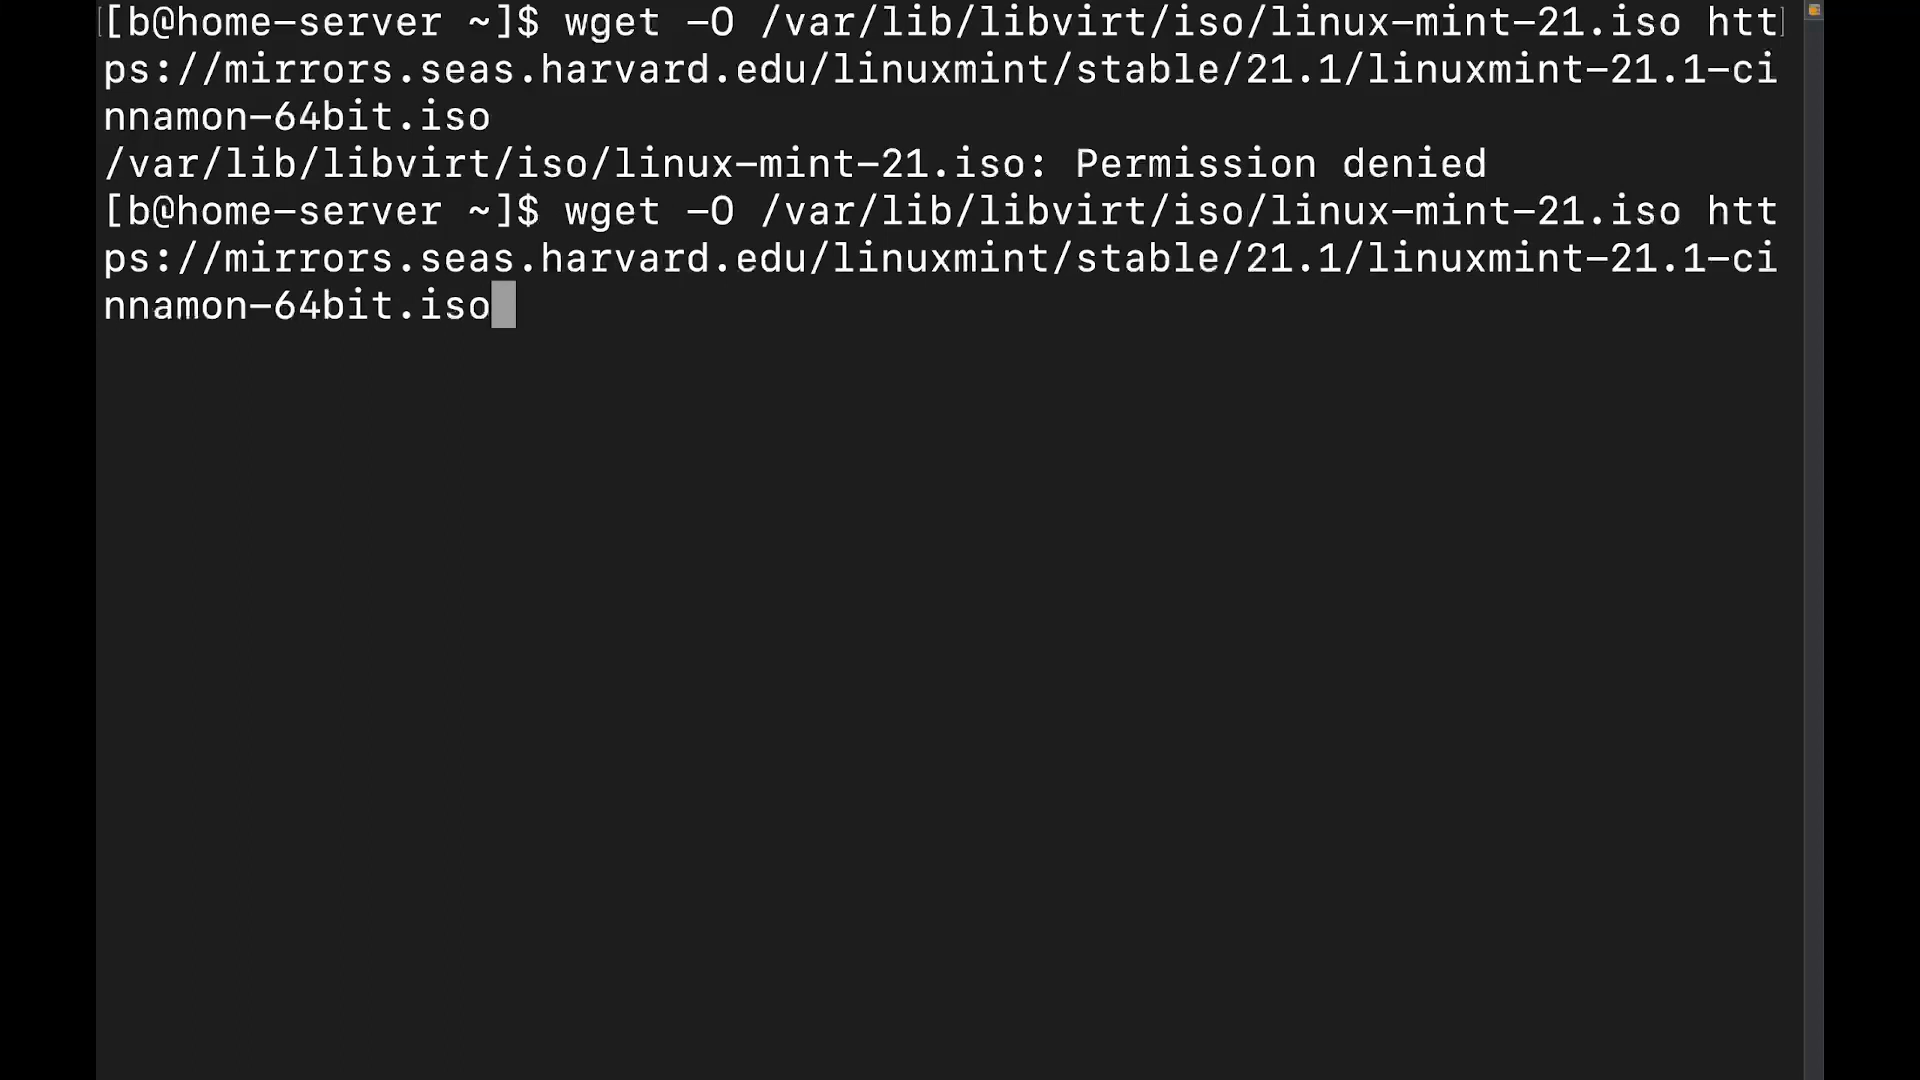 [b@home-server ~]$ wget -O /var/lib/libvirt/iso/linux-mint-21.iso htt
ps://mirrors.seas.harvard.edu/linuxmint/stable/21.1/linuxmint-21.1-ci
nnamon-64bit.iso
/var/lib/libvirt/iso/linux-mint-21.iso: Permission denied
[b@home-server ~]$ wget -O /var/lib/libvirt/iso/linux-mint-21.iso htt
ps://mirrors.seas.harvard.edu/linuxmint/stable/21.1/linuxmint-21.1-ci
nnamon-64bit.iso